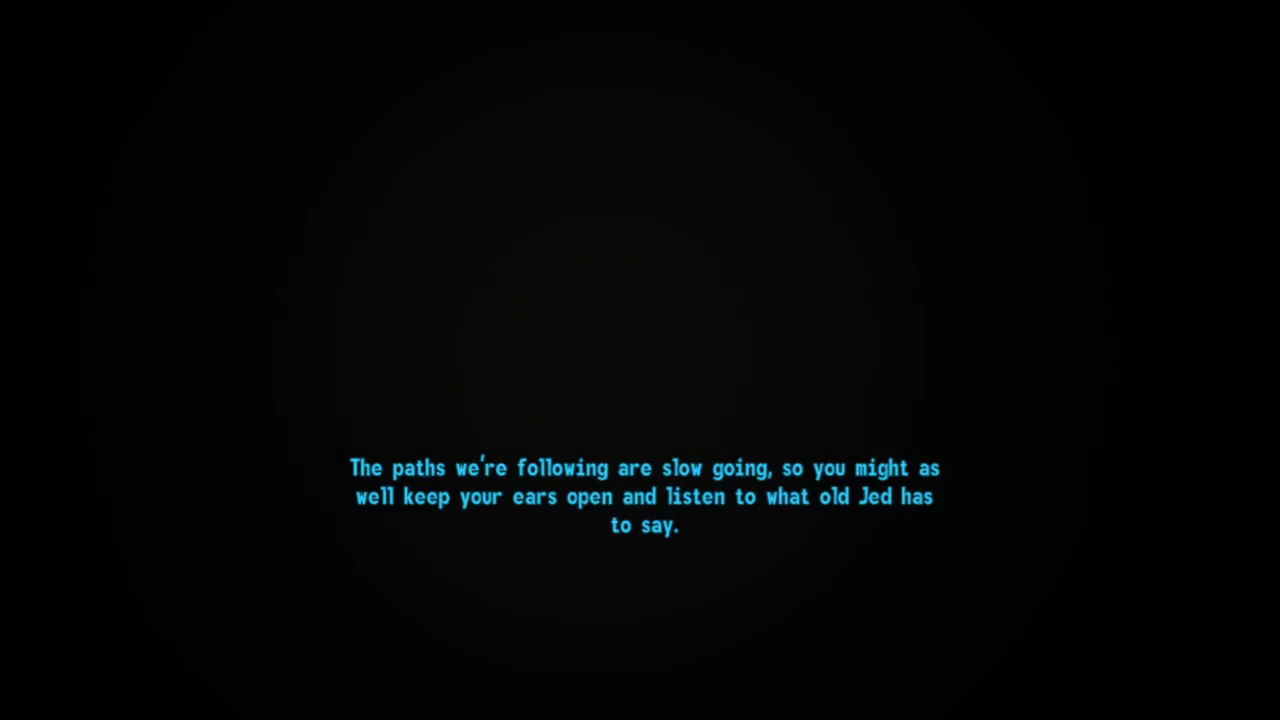 The paths we're following are slow going, so you might as
well keep your ears open and listen to what old Jed has
to say.